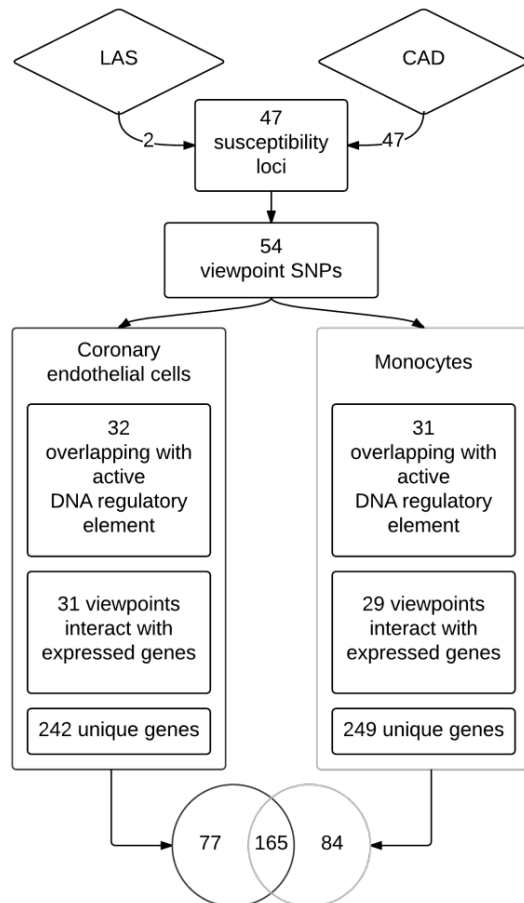 LAS
CAD
2
47
susceptibility
loci
47
54
viewpoint SNPs
Coronary
endothelial cells
32
overlapping with
active
DNA regulatory
element
31 viewpoints
interact with
expressed genes
242 unique genes
Monocytes
31
overlapping with
active
DNA regulatory
element
29 viewpoints
interact with
expressed genes
249 unique genes
77
165
84